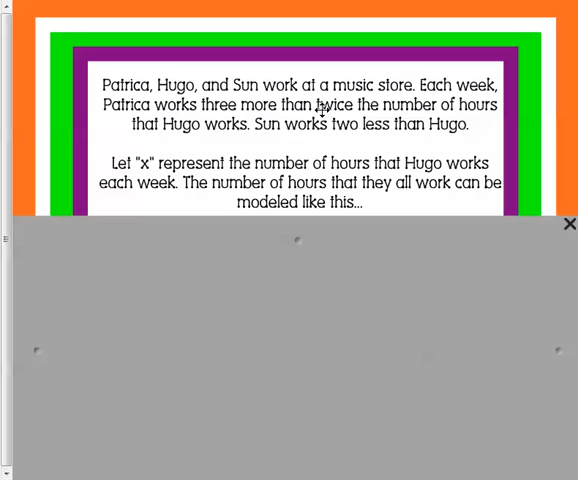 Patrica, Hugo, and Sun work at a music store. Each week,
Patrica works three more than twice the number of hours
that Hugo works. Sun works two less than Hugo.
Let "x" represent the number of hours that Hugo works
each week. The number of hours that they all work can be
modeled like this...